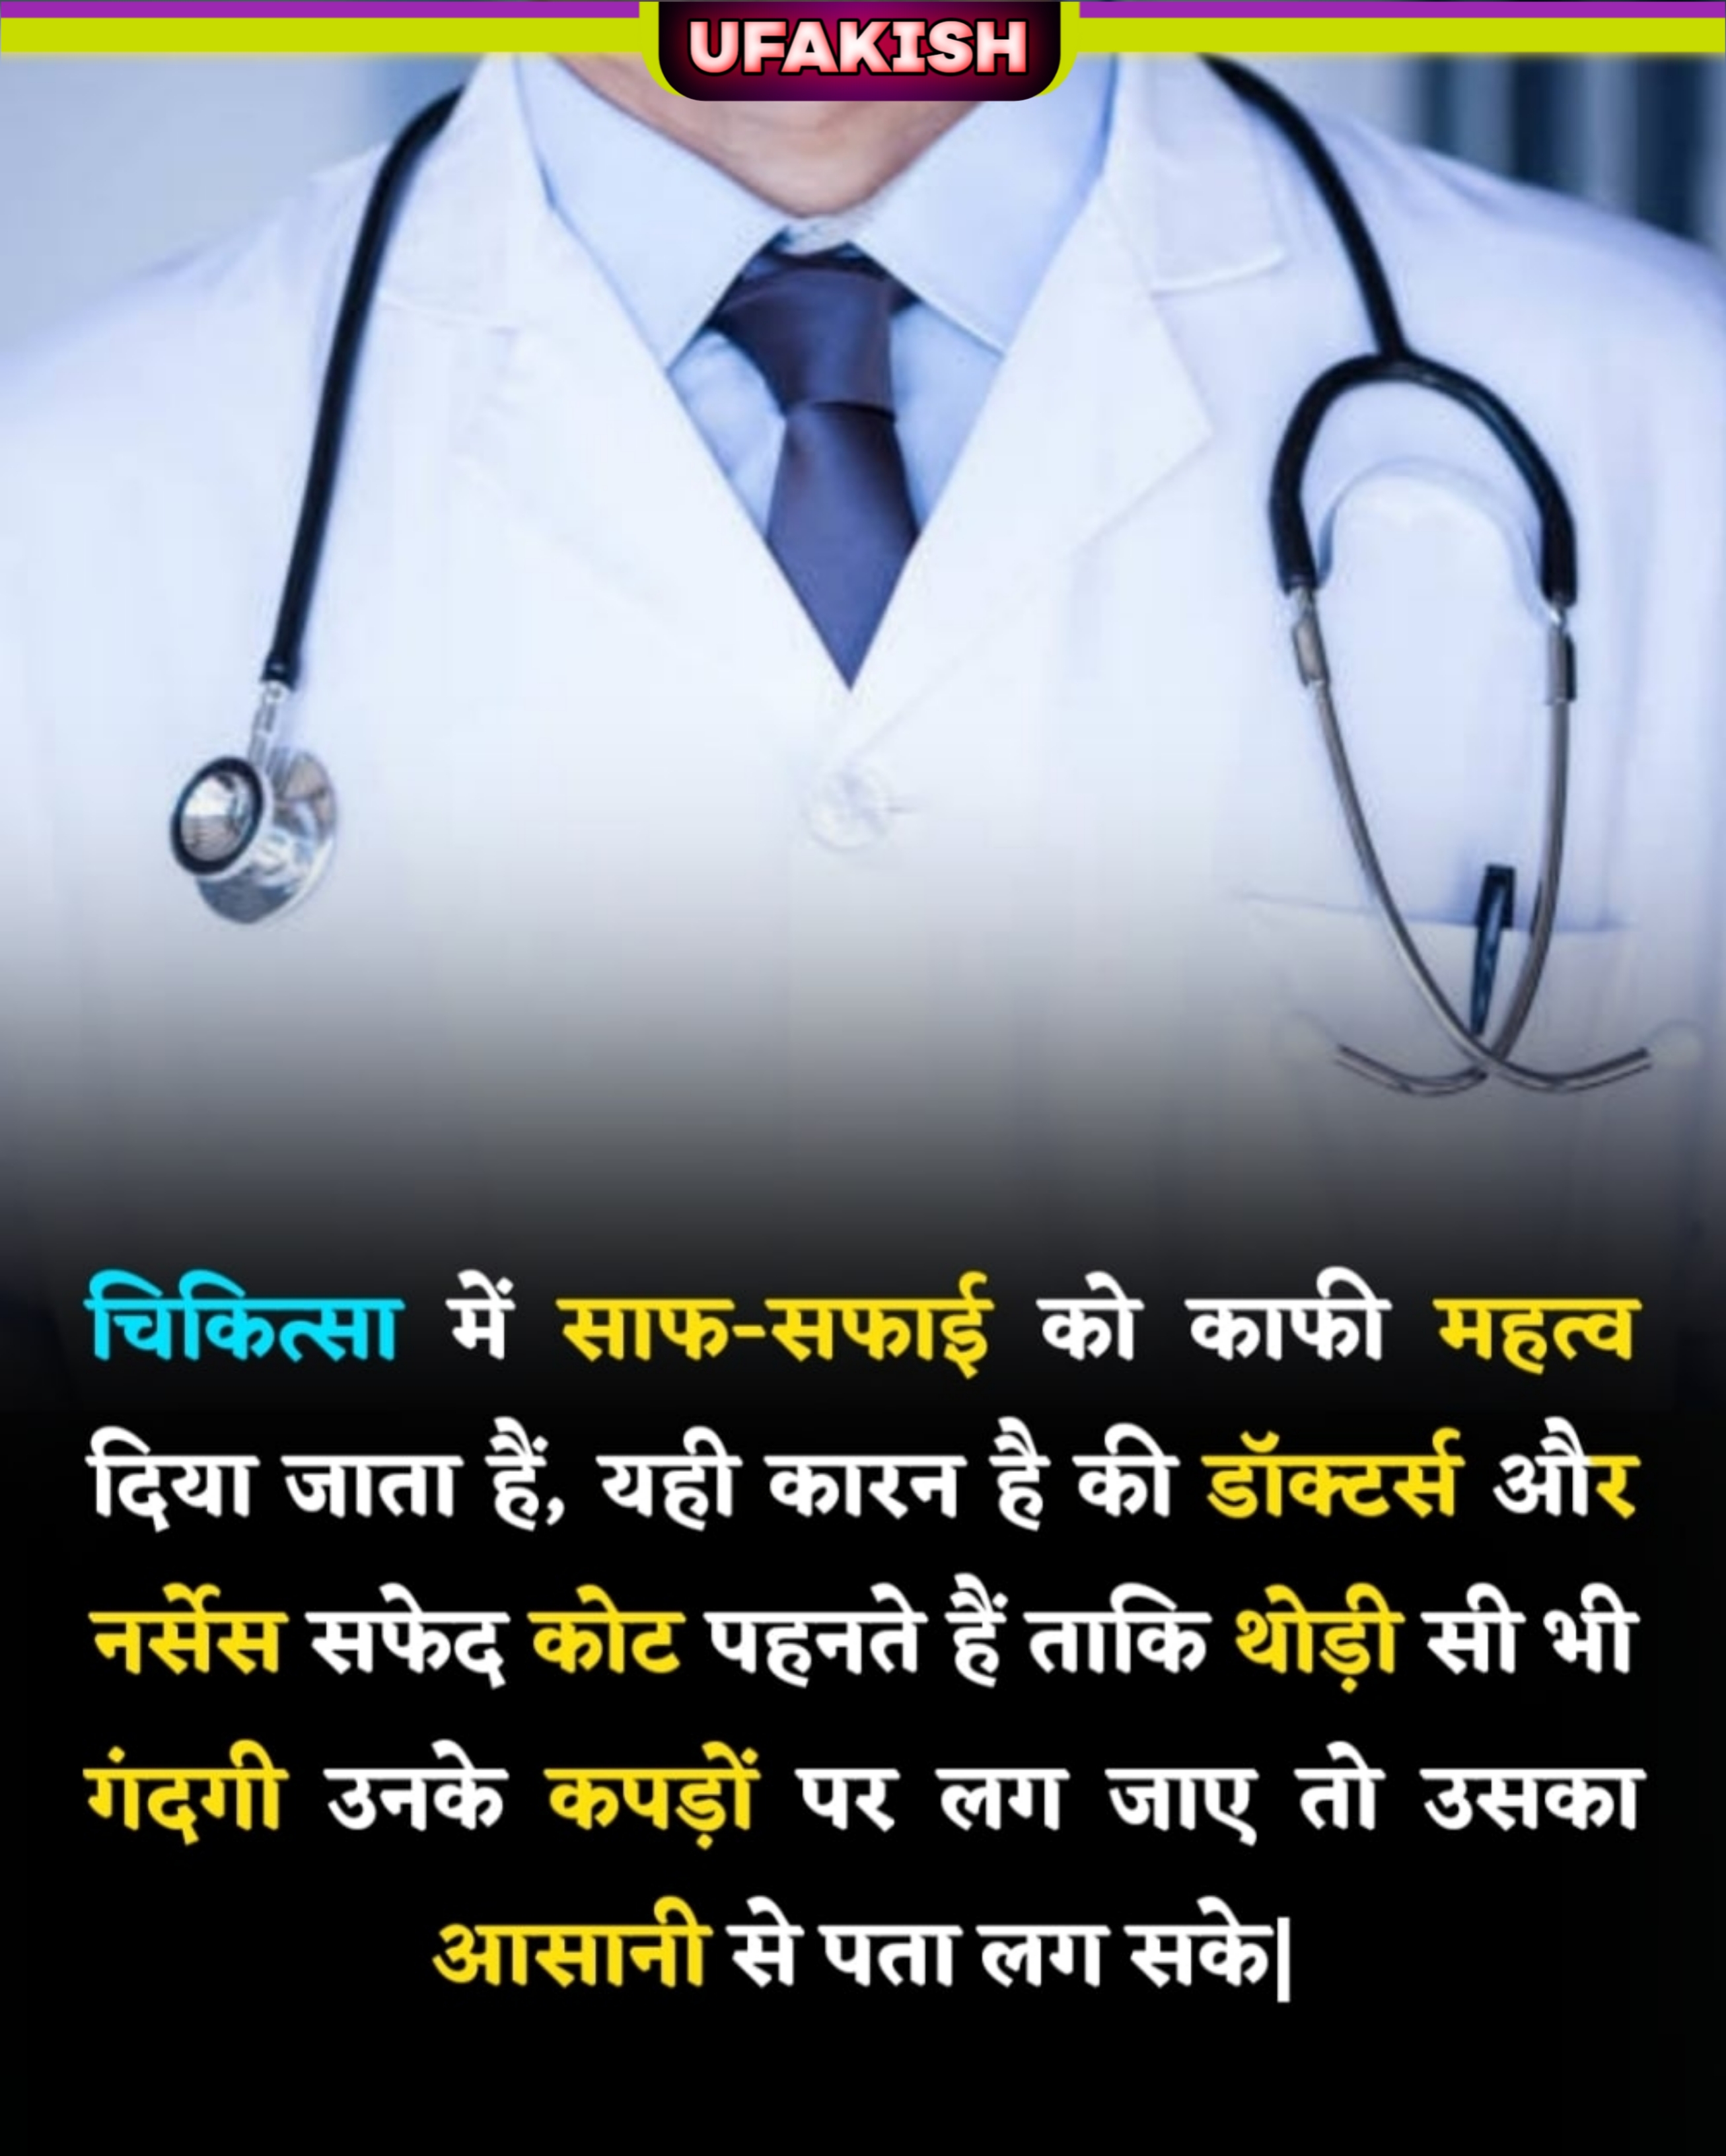 UFAKISH
चिकित्सा में साफ-सफाई को काफी महत्व
दिया जाता हैं, यही कारन है की डॉक्टर्स और
नर्सेस सफेद कोट पहनते हैं ताकि थोड़ी सी भी
गंदगी उनके कपड़ों पर लग जाए तो उसका
आसानी से पता लग सके|